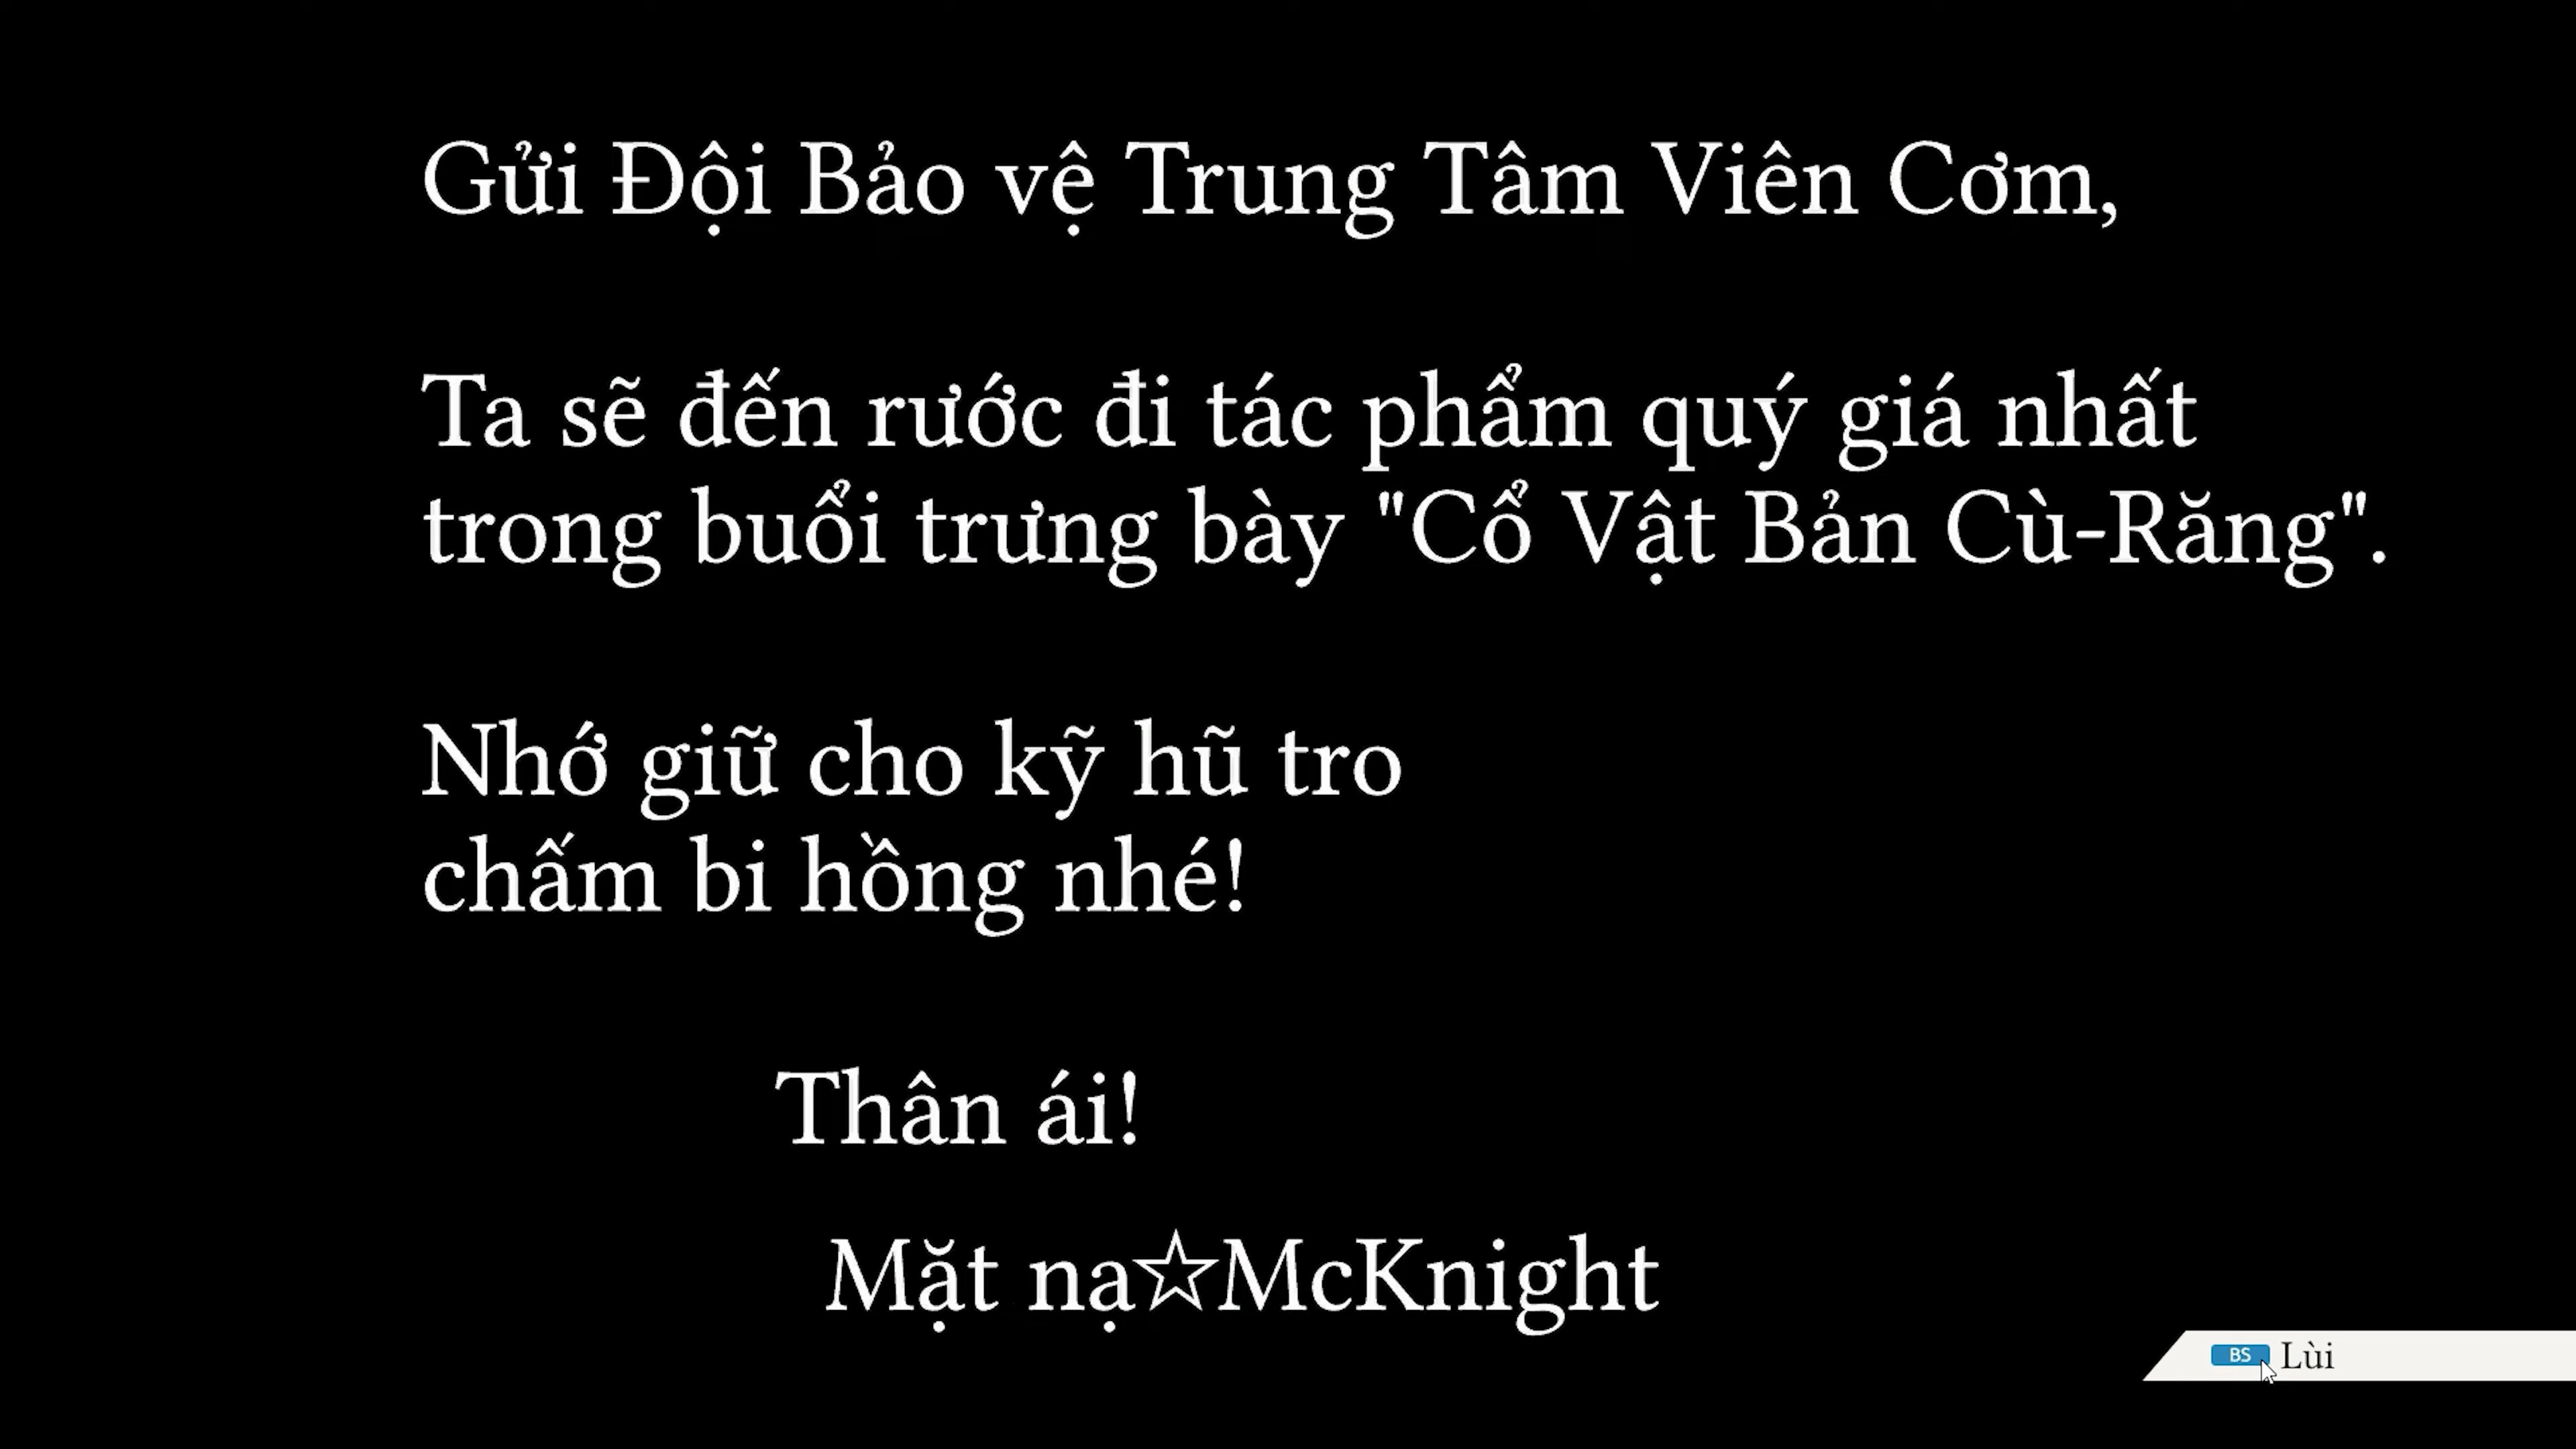 Gửi Đội Bảo vệ Trung Tâm Viên Cơm,
Ta sẽ đến rước đi tác phẩm quý giá nhất
trong buổi trưng bày "Cổ Vật Bản Cù-Răng".
Nhớ giữ cho kỹ hũ tro
chấm bi hồng nhé!
Thân ái!
Mặt nạ☆McKnight
BS Lùi